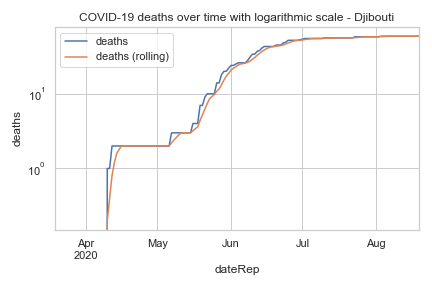 COVID-19 deaths over time with logarithmic scale - Djibouti
deaths
deaths (rolling)
10¹
10⁰
deaths
Apr
2020
May
Jun
Jul
Aug
dateRep